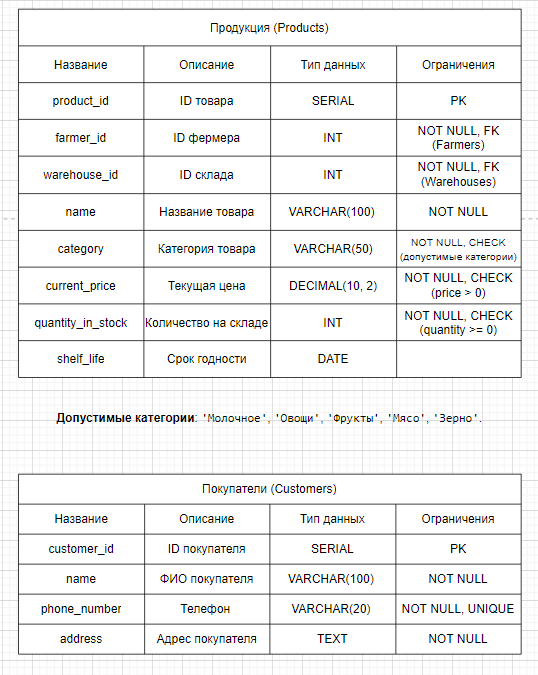 Продукция (Products)
Название Описание Тип данных Ограничения
product_id ID товара SERIAL PK
farmer_id ID фермера INT NOT NULL, FK
(Farmers)
warehouse_id ID склада INT NOT NULL, FK
(Warehouses)
name Название товара VARCHAR(100) NOT NULL
category Категория товара VARCHAR(50) NOT NULL, CHECK
(допустимые категории)
current_price Текущая цена DECIMAL(10, 2) NOT NULL, CHECK
(price > 0)
quantity_in_stock Количество на складе INT NOT NULL, CHECK
(quantity >= 0)
shelf_life Срок годности DATE
Допустимые категории: 'Молочное', 'Овощи', 'Фрукты', 'Мясо', 'Зерно'.
Покупатели (Customers)
Название Описание Тип данных Ограничения
customer_id ID покупателя SERIAL PK
name ФИО покупателя VARCHAR(100) NOT NULL
phone_number Телефон VARCHAR(20) NOT NULL, UNIQUE
address Адрес покупателя TEXT NOT NULL